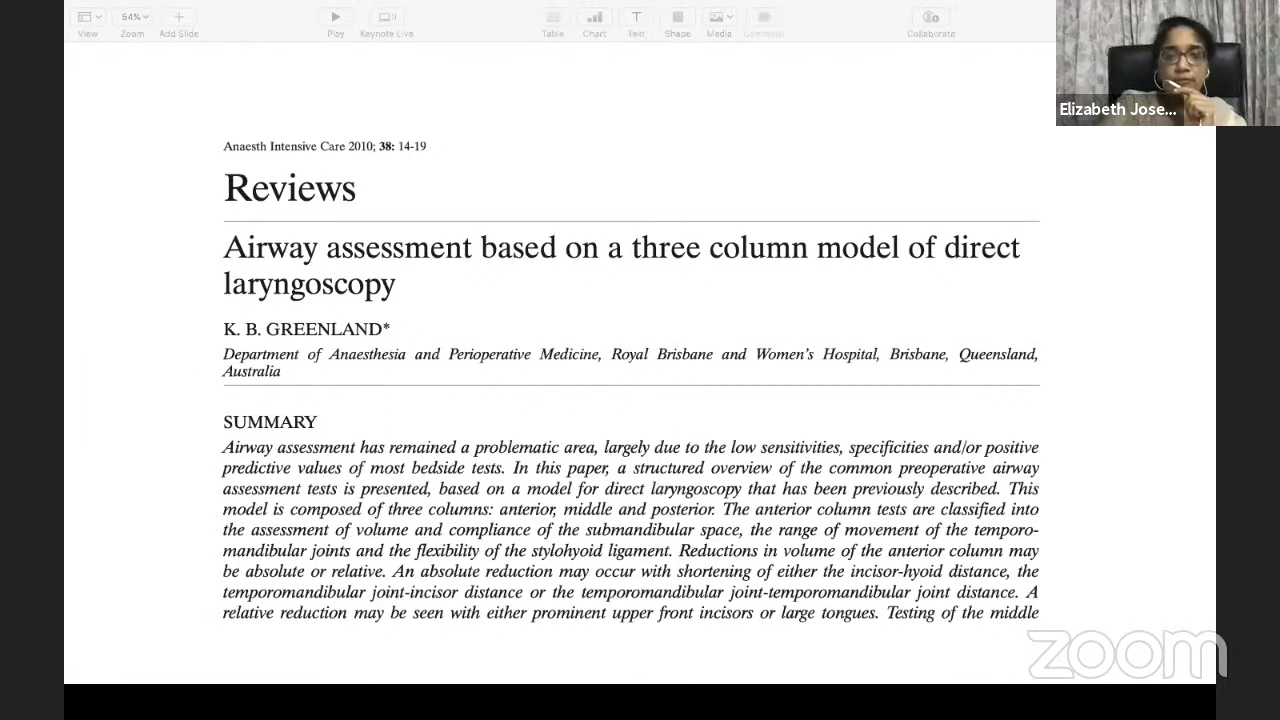 54%
View
Zoom
Add Slide
Play
Keynote Live
Table
Chart
Text
Shape
Media
Comment
Collaborate
Elizabeth Jose...
Anaesth Intensive Care 2010; 38: 14-19
Reviews
Airway assessment based on a three column model of direct
laryngoscopy
K. B. GREENLAND*
Department of Anaesthesia and Perioperative Medicine, Royal Brisbane and Women's Hospital, Brisbane, Queensland,
Australia
SUMMARY
Airway assessment has remained a problematic area, largely due to the low sensitivities, specificities and/or positive
predictive values of most bedside tests. In this paper, a structured overview of the common preoperative airway
assessment tests is presented, based on a model for direct laryngoscopy that has been previously described. This
model is composed of three columns: anterior, middle and posterior. The anterior column tests are classified into
the assessment of volume and compliance of the submandibular space, the range of movement of the temporo-
mandibular joints and the flexibility of the stylohyoid ligament. Reductions in volume of the anterior column may
be absolute or relative. An absolute reduction may occur with shortening of either the incisor-hyoid distance, the
temporomandibular joint-incisor distance or the temporomandibular joint-temporomandibular joint distance. A
relative reduction may be seen with either prominent upper front incisors or large tongues. Testing of the middle
zoom